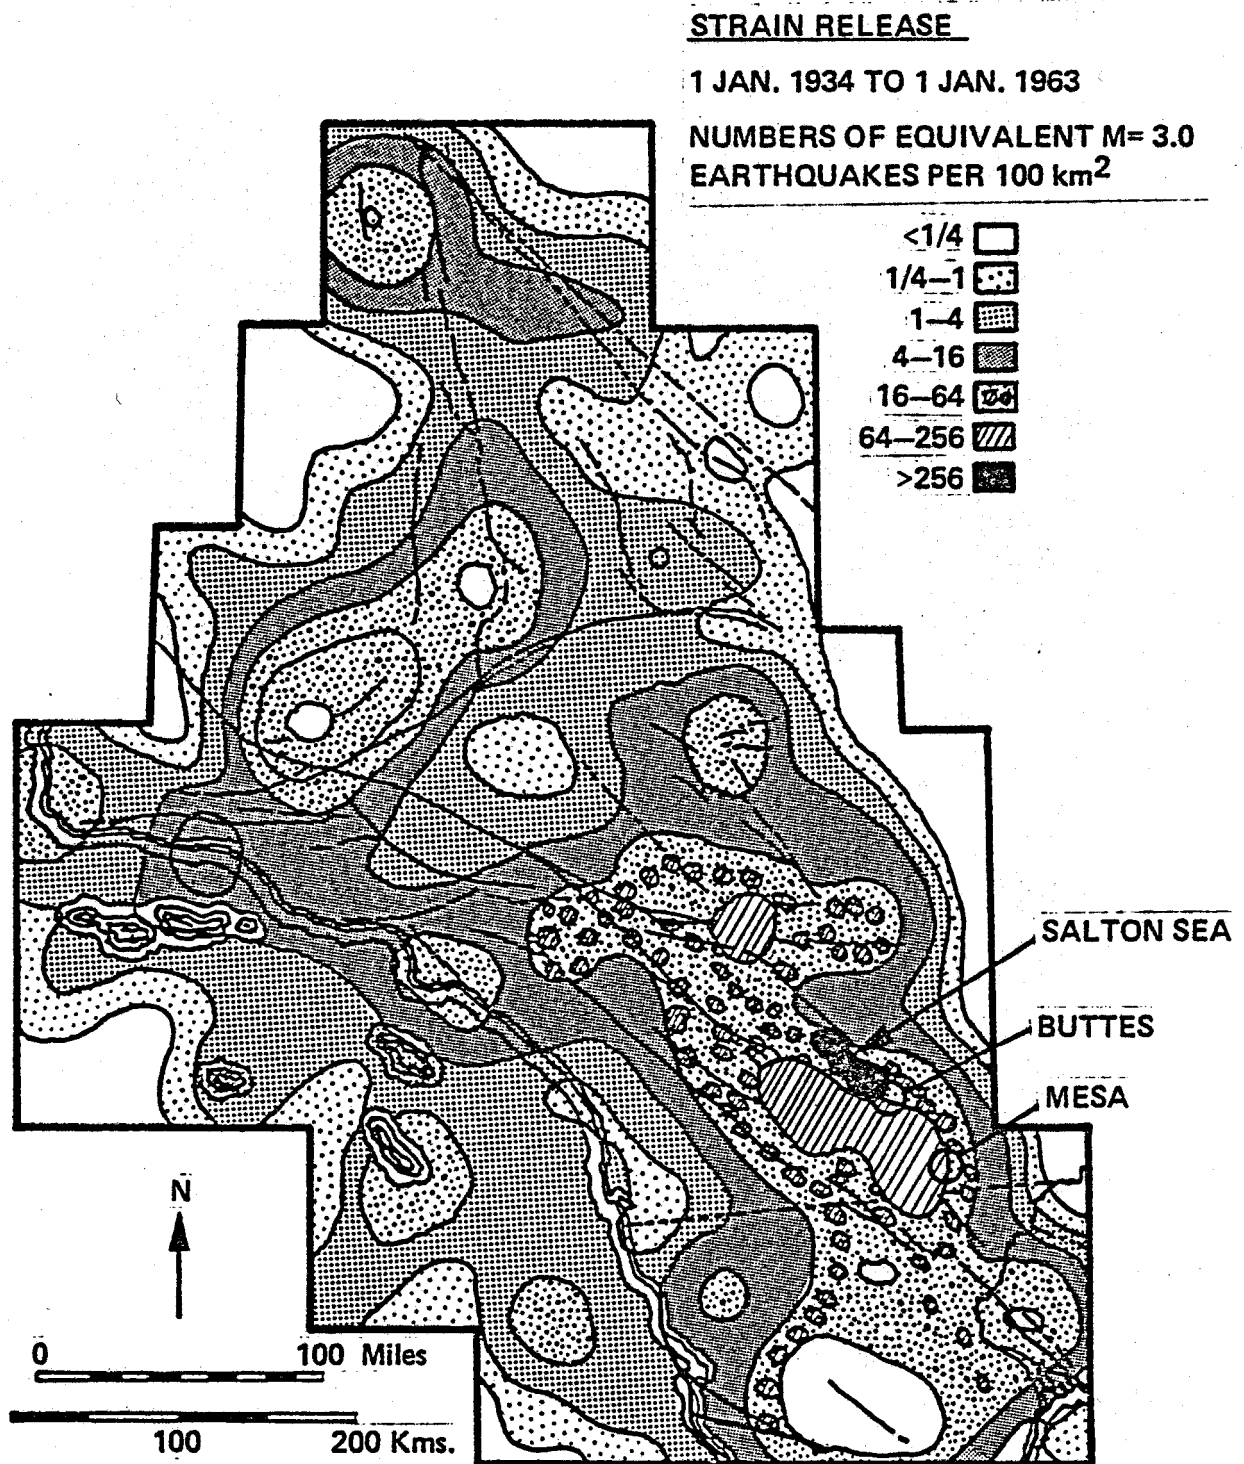 STRAIN RELEASE
1 JAN. 1934 TO 1 JAN. 1963
NUMBERS OF EQUIVALENT M= 3.0
EARTHQUAKES PER 100 km2
<1/4
1/4–1
1–4
4–16
16–64
64–256
>256
SALTON SEA
BUTTES
MESA
N
0 100 Miles
100 200 Kms.